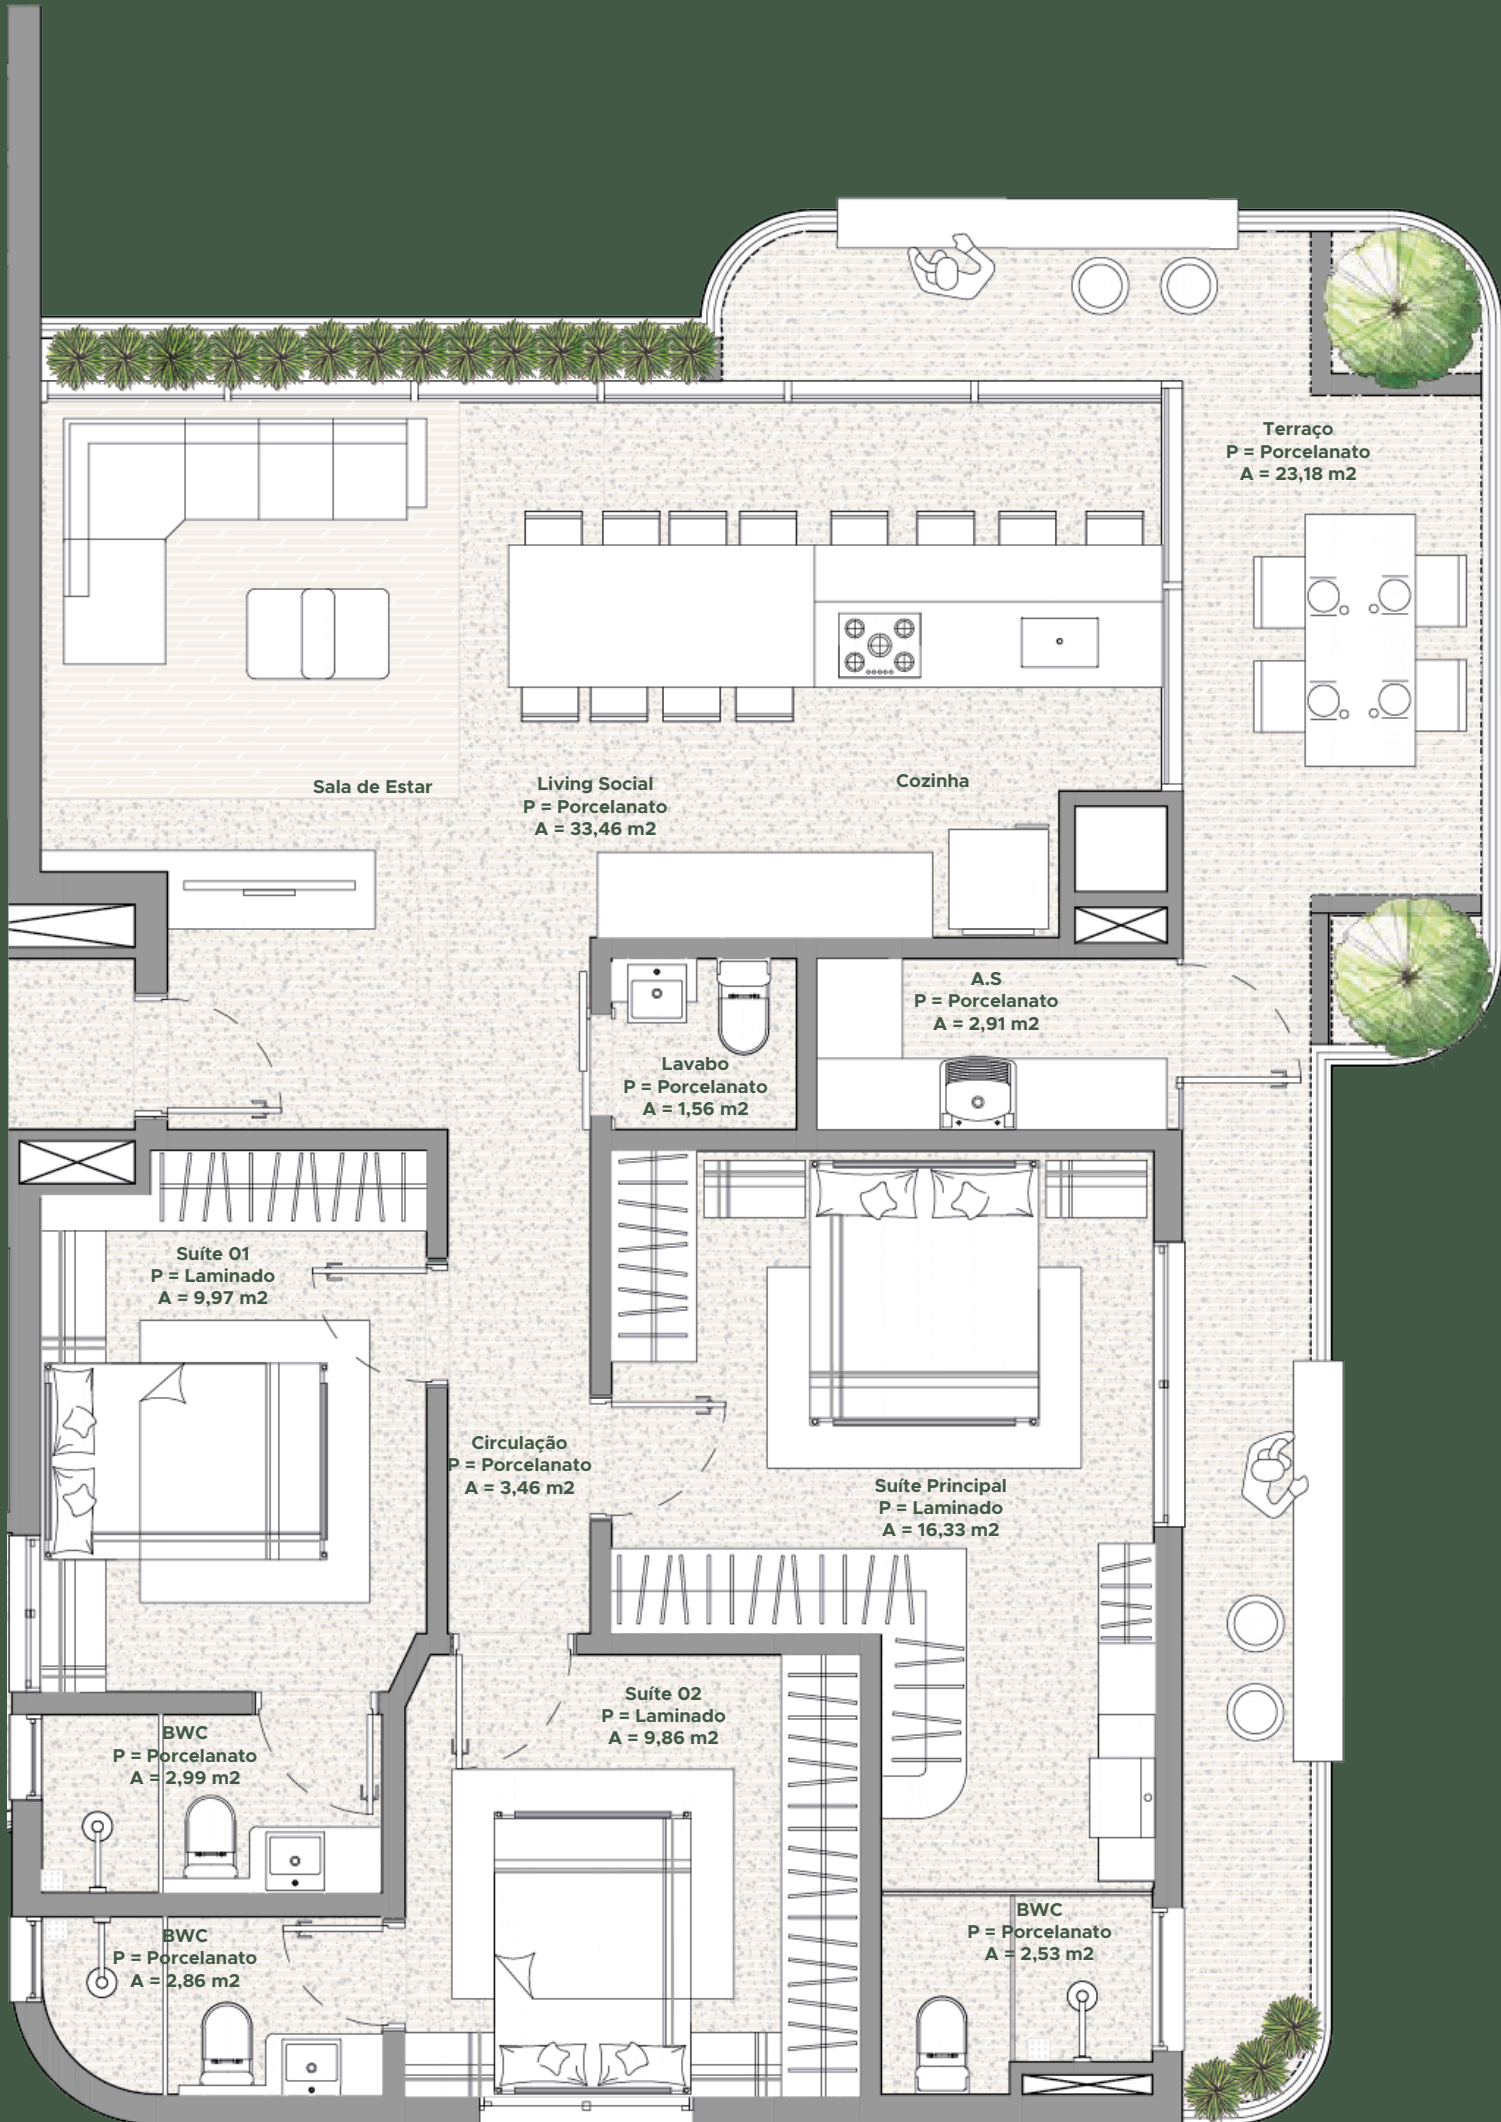 Terraço
P = Porcelanato
A = 23,18 m2
Sala de Estar
Living Social
P = Porcelanato
A = 33,46 m2
Cozinha
A.S
P = Porcelanato
A = 2,91 m2
Lavabo
P = Porcelanato
A = 1,56 m2
Suíte 01
P = Laminado
A = 9,97 m2
Circulação
P = Porcelanato
A = 3,46 m2
Suíte Principal
P = Laminado
A = 16,33 m2
Suíte 02
P = Laminado
A = 9,86 m2
BWC
P = Porcelanato
A = 2,99 m2
BWC
P = Porcelanato
A = 2,86 m2
BWC
P = Porcelanato
A = 2,53 m2